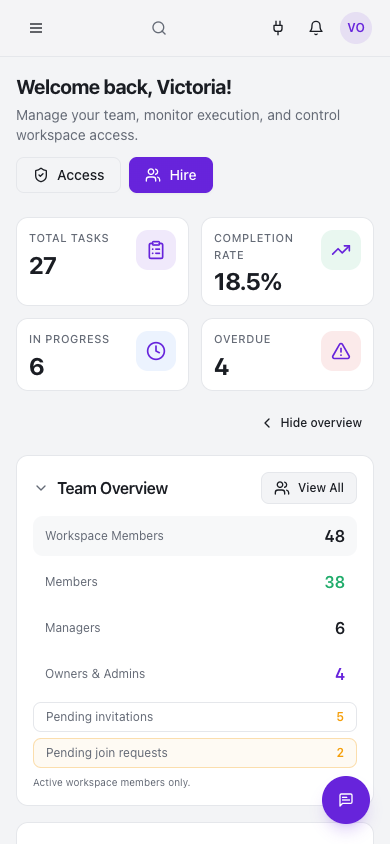 VO
Welcome back, Victoria!
Manage your team, monitor execution, and control
workspace access.
Access
Hire
TOTAL TASKS
27
COMPLETION
RATE
18.5%
IN PROGRESS
6
OVERDUE
4
Hide overview
Team Overview
View All
Workspace Members 48
Members 38
Managers 6
Owners & Admins 4
Pending invitations 5
Pending join requests 2
Active workspace members only.